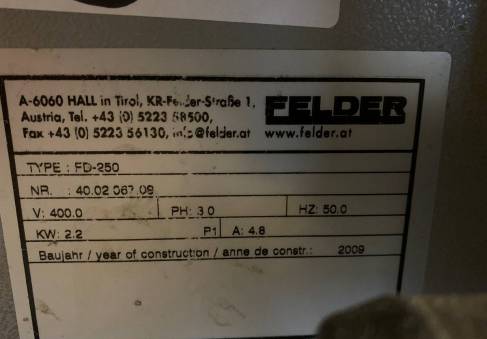 A-6060 HALL in Tirol, KR-Felder-Straße 1,
Austria, Tel. +43 (0) 5223 58500,
Fax +43 (0) 5223 56130, info@felder.at
FELDER
www.felder.at
TYPE : FD-250
NR. : 40.02 067.09
V: 400.0 PH: 3.0 HZ: 50.0
KW: 2.2 P1 A: 4.8
Baujahr / year of construction / anne de constr.: 2009